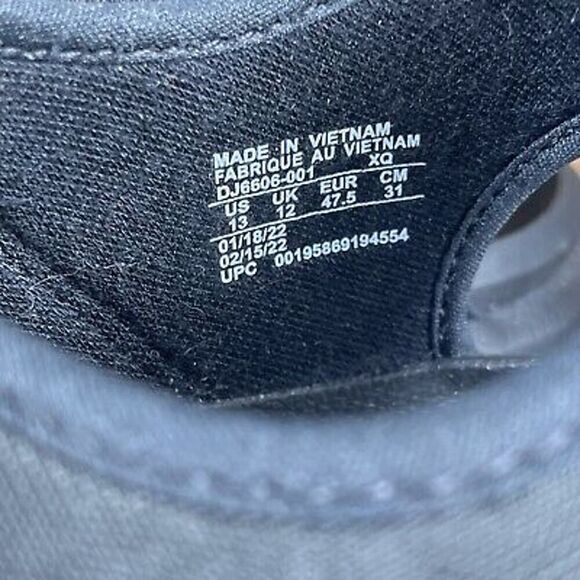 MADE IN VIETNAM
FABRIQUE AU VIETNAM
DJ6606-001 XQ
US UK EUR CM
13 12 47.5 31
01/18/22
02/15/22
UPC 00195869194554